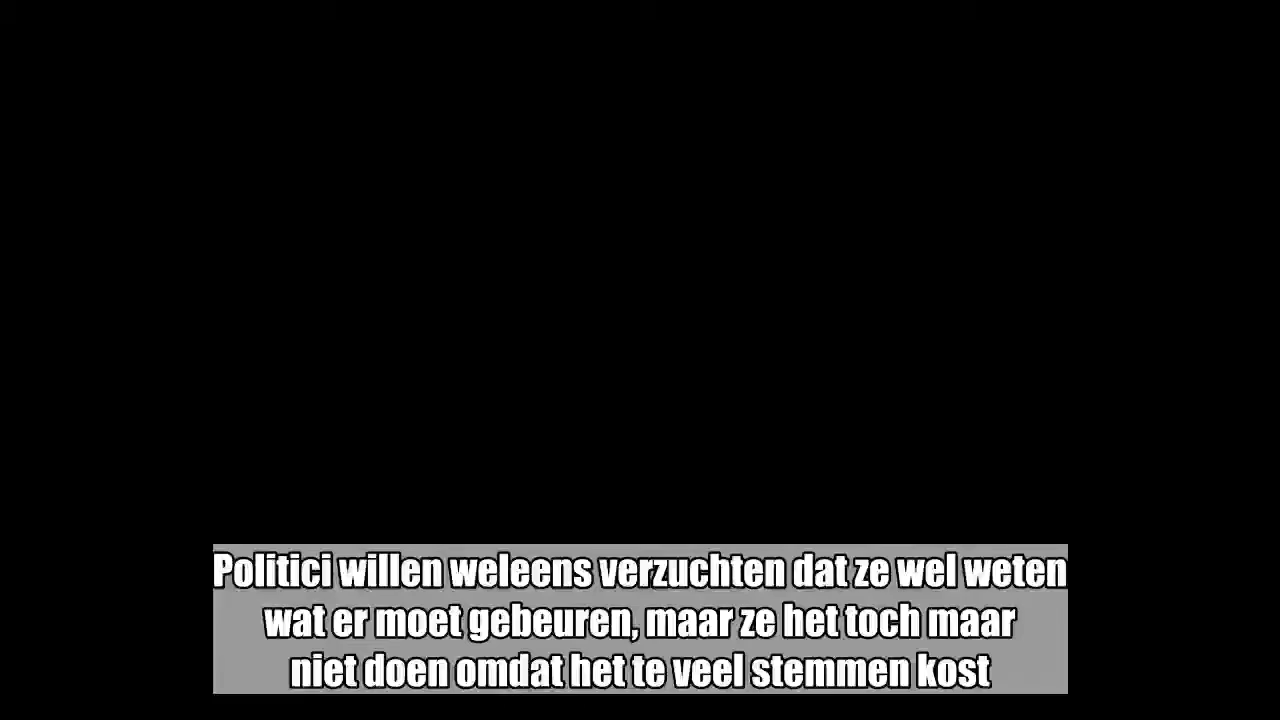 Politici willen weleens verzuchten dat ze wel weten
wat er moet gebeuren, maar ze het toch maar
niet doen omdat het te veel stemmen kost